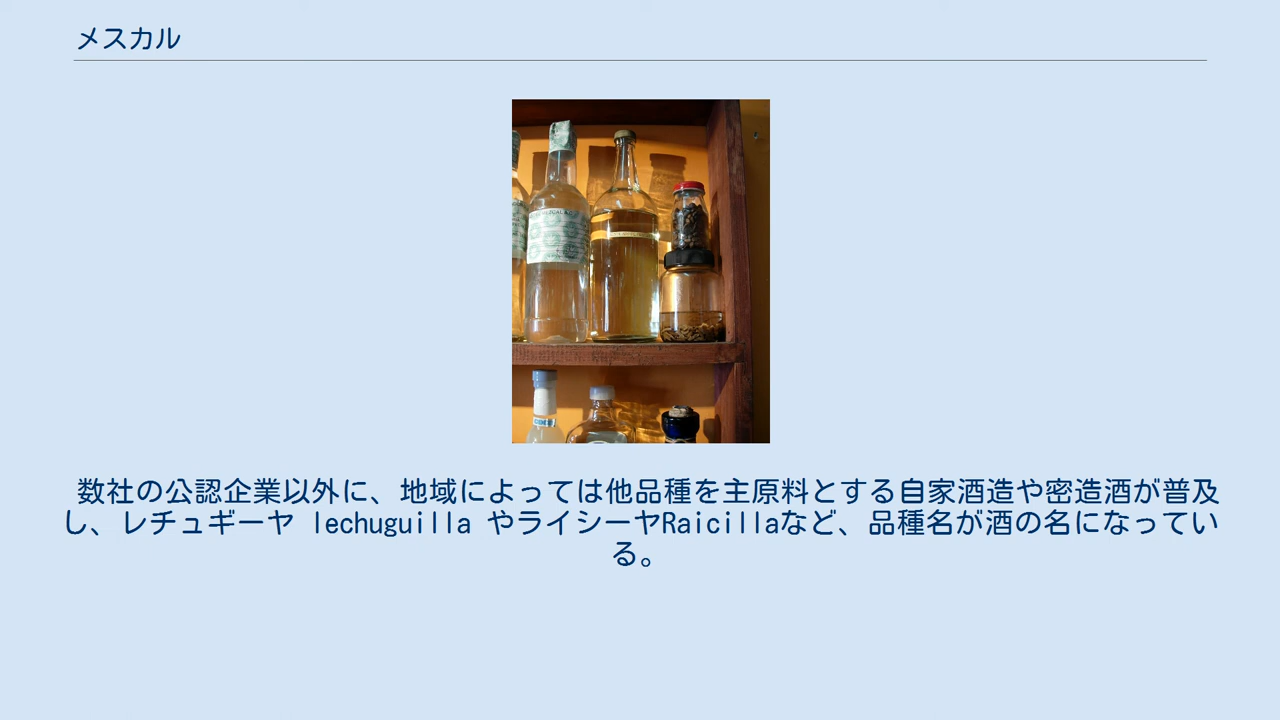 メスカル
数社の公認企業以外に、地域によっては他品種を主原料とする自家酒造や密造酒が普及
し、レチュギーヤ lechuguilla やライシーヤRaicillaなど、品種名が酒の名になってい
る。